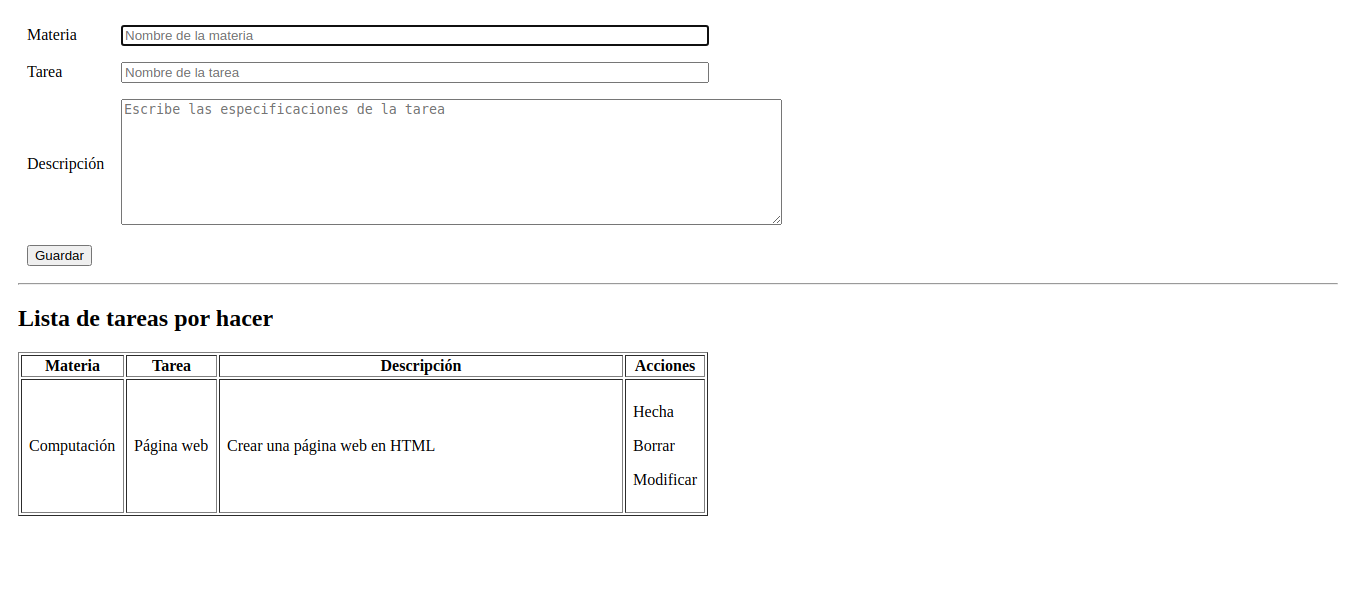 Materia Nombre de la materia
Tarea Nombre de la tarea
Escribe las especificaciones de la tarea
Descripción
Guardar
Lista de tareas por hacer
Materia Tarea Descripción Acciones
Hecha
Computación Página web Crear una página web en HTML Borrar
Modificar